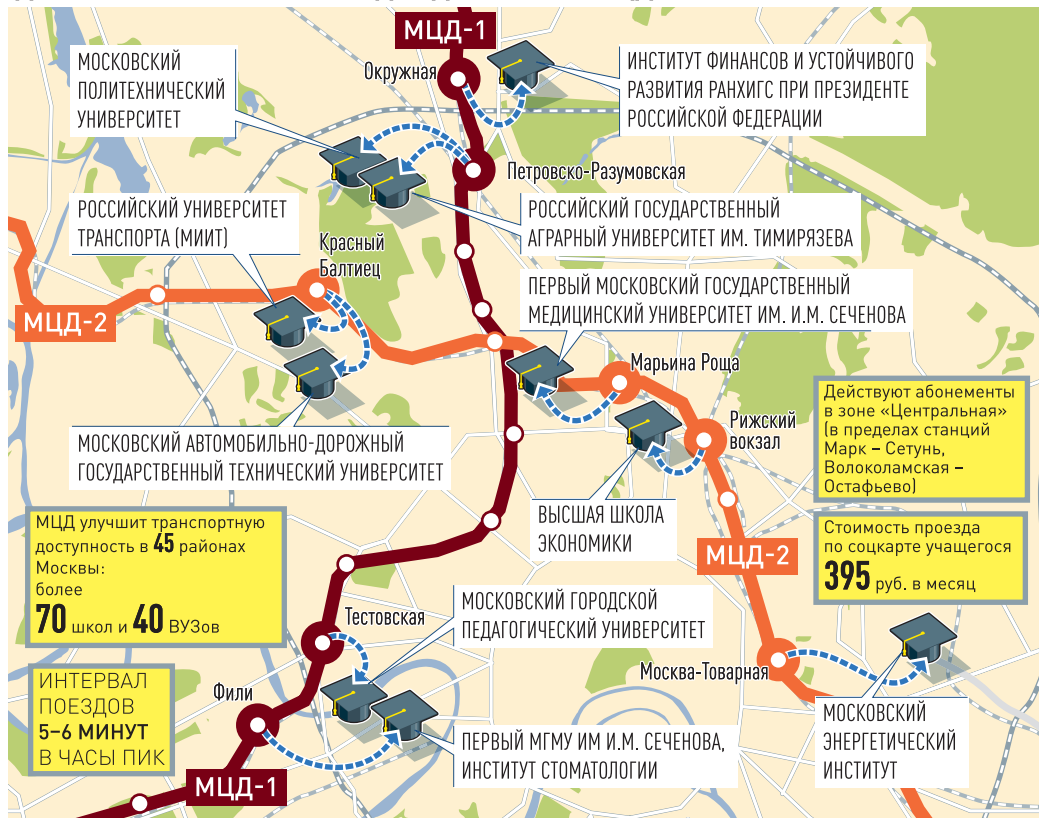 МЦД-1
Окружная
МОСКОВСКИЙ
ПОЛИТЕХНИЧЕСКИЙ
УНИВЕРСИТЕТ
ИНСТИТУТ ФИНАНСОВ И УСТОЙЧИВОГО
РАЗВИТИЯ РАНХИГС ПРИ ПРЕЗИДЕНТЕ
РОССИЙСКОЙ ФЕДЕРАЦИИ
Петровско-Разумовская
РОССИЙСКИЙ УНИВЕРСИТЕТ
ТРАНСПОРТА (МИИТ)
РОССИЙСКИЙ ГОСУДАРСТВЕННЫЙ
АГРАРНЫЙ УНИВЕРСИТЕТ ИМ. ТИМИРЯЗЕВА
Красный
Балтиец
ПЕРВЫЙ МОСКОВСКИЙ ГОСУДАРСТВЕННЫЙ
МЕДИЦИНСКИЙ УНИВЕРСИТЕТ ИМ. И.М. СЕЧЕНОВА
МЦД-2
Марьина Роща
Рижский
вокзал
Действуют абонементы
в зоне «Центральная»
(в пределах станций
Марк – Сетунь,
Волоколамская –
Остафьево)
МОСКОВСКИЙ АВТОМОБИЛЬНО-ДОРОЖНЫЙ
ГОСУДАРСТВЕННЫЙ ТЕХНИЧЕСКИЙ УНИВЕРСИТЕТ
ВЫСШАЯ ШКОЛА
ЭКОНОМИКИ
МЦД улучшит транспортную
доступность в 45 районах
Москвы:
более
70 школ и 40 ВУЗов
МЦД-2
Стоимость проезда
по соцкарте учащегося
395 руб. в месяц
Тестовская
МОСКОВСКИЙ ГОРОДСКОЙ
ПЕДАГОГИЧЕСКИЙ УНИВЕРСИТЕТ
Москва-Товарная
ИНТЕРВАЛ
ПОЕЗДОВ
5–6 МИНУТ
В ЧАСЫ ПИК
Фили
МЦД-1
ПЕРВЫЙ МГМУ ИМ И.М. СЕЧЕНОВА,
ИНСТИТУТ СТОМАТОЛОГИИ
МОСКОВСКИЙ
ЭНЕРГЕТИЧЕСКИЙ
ИНСТИТУТ